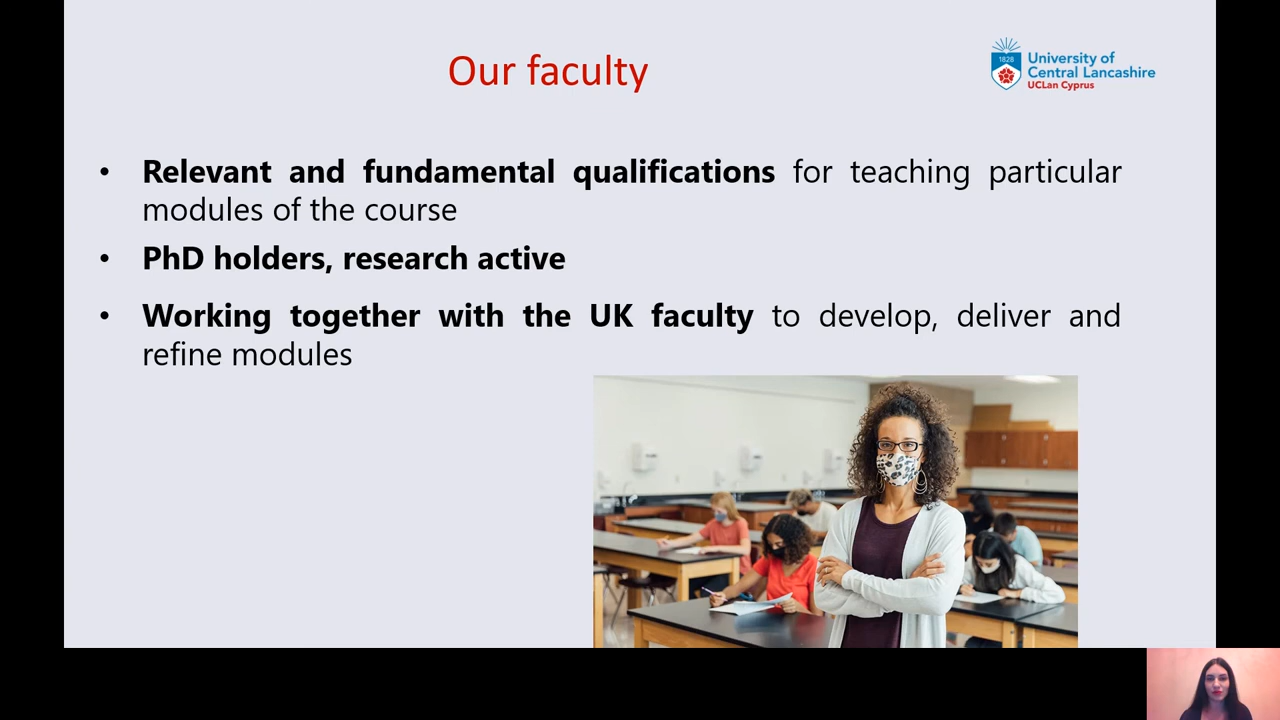 Our faculty
1828
University of
Central Lancashire
UCLan Cyprus
• Relevant and fundamental qualifications for teaching particular
modules of the course
• PhD holders, research active
• Working together with the UK faculty to develop, deliver and
refine modules